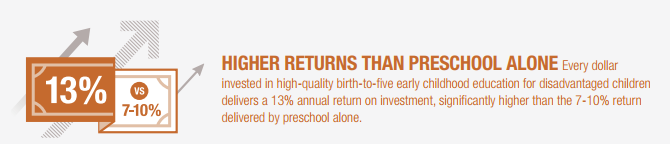 13%
VS
7-10%
HIGHER RETURNS THAN PRESCHOOL ALONE Every dollar
invested in high-quality birth-to-five early childhood education for disadvantaged children
delivers a 13% annual return on investment, significantly higher than the 7-10% return
delivered by preschool alone.